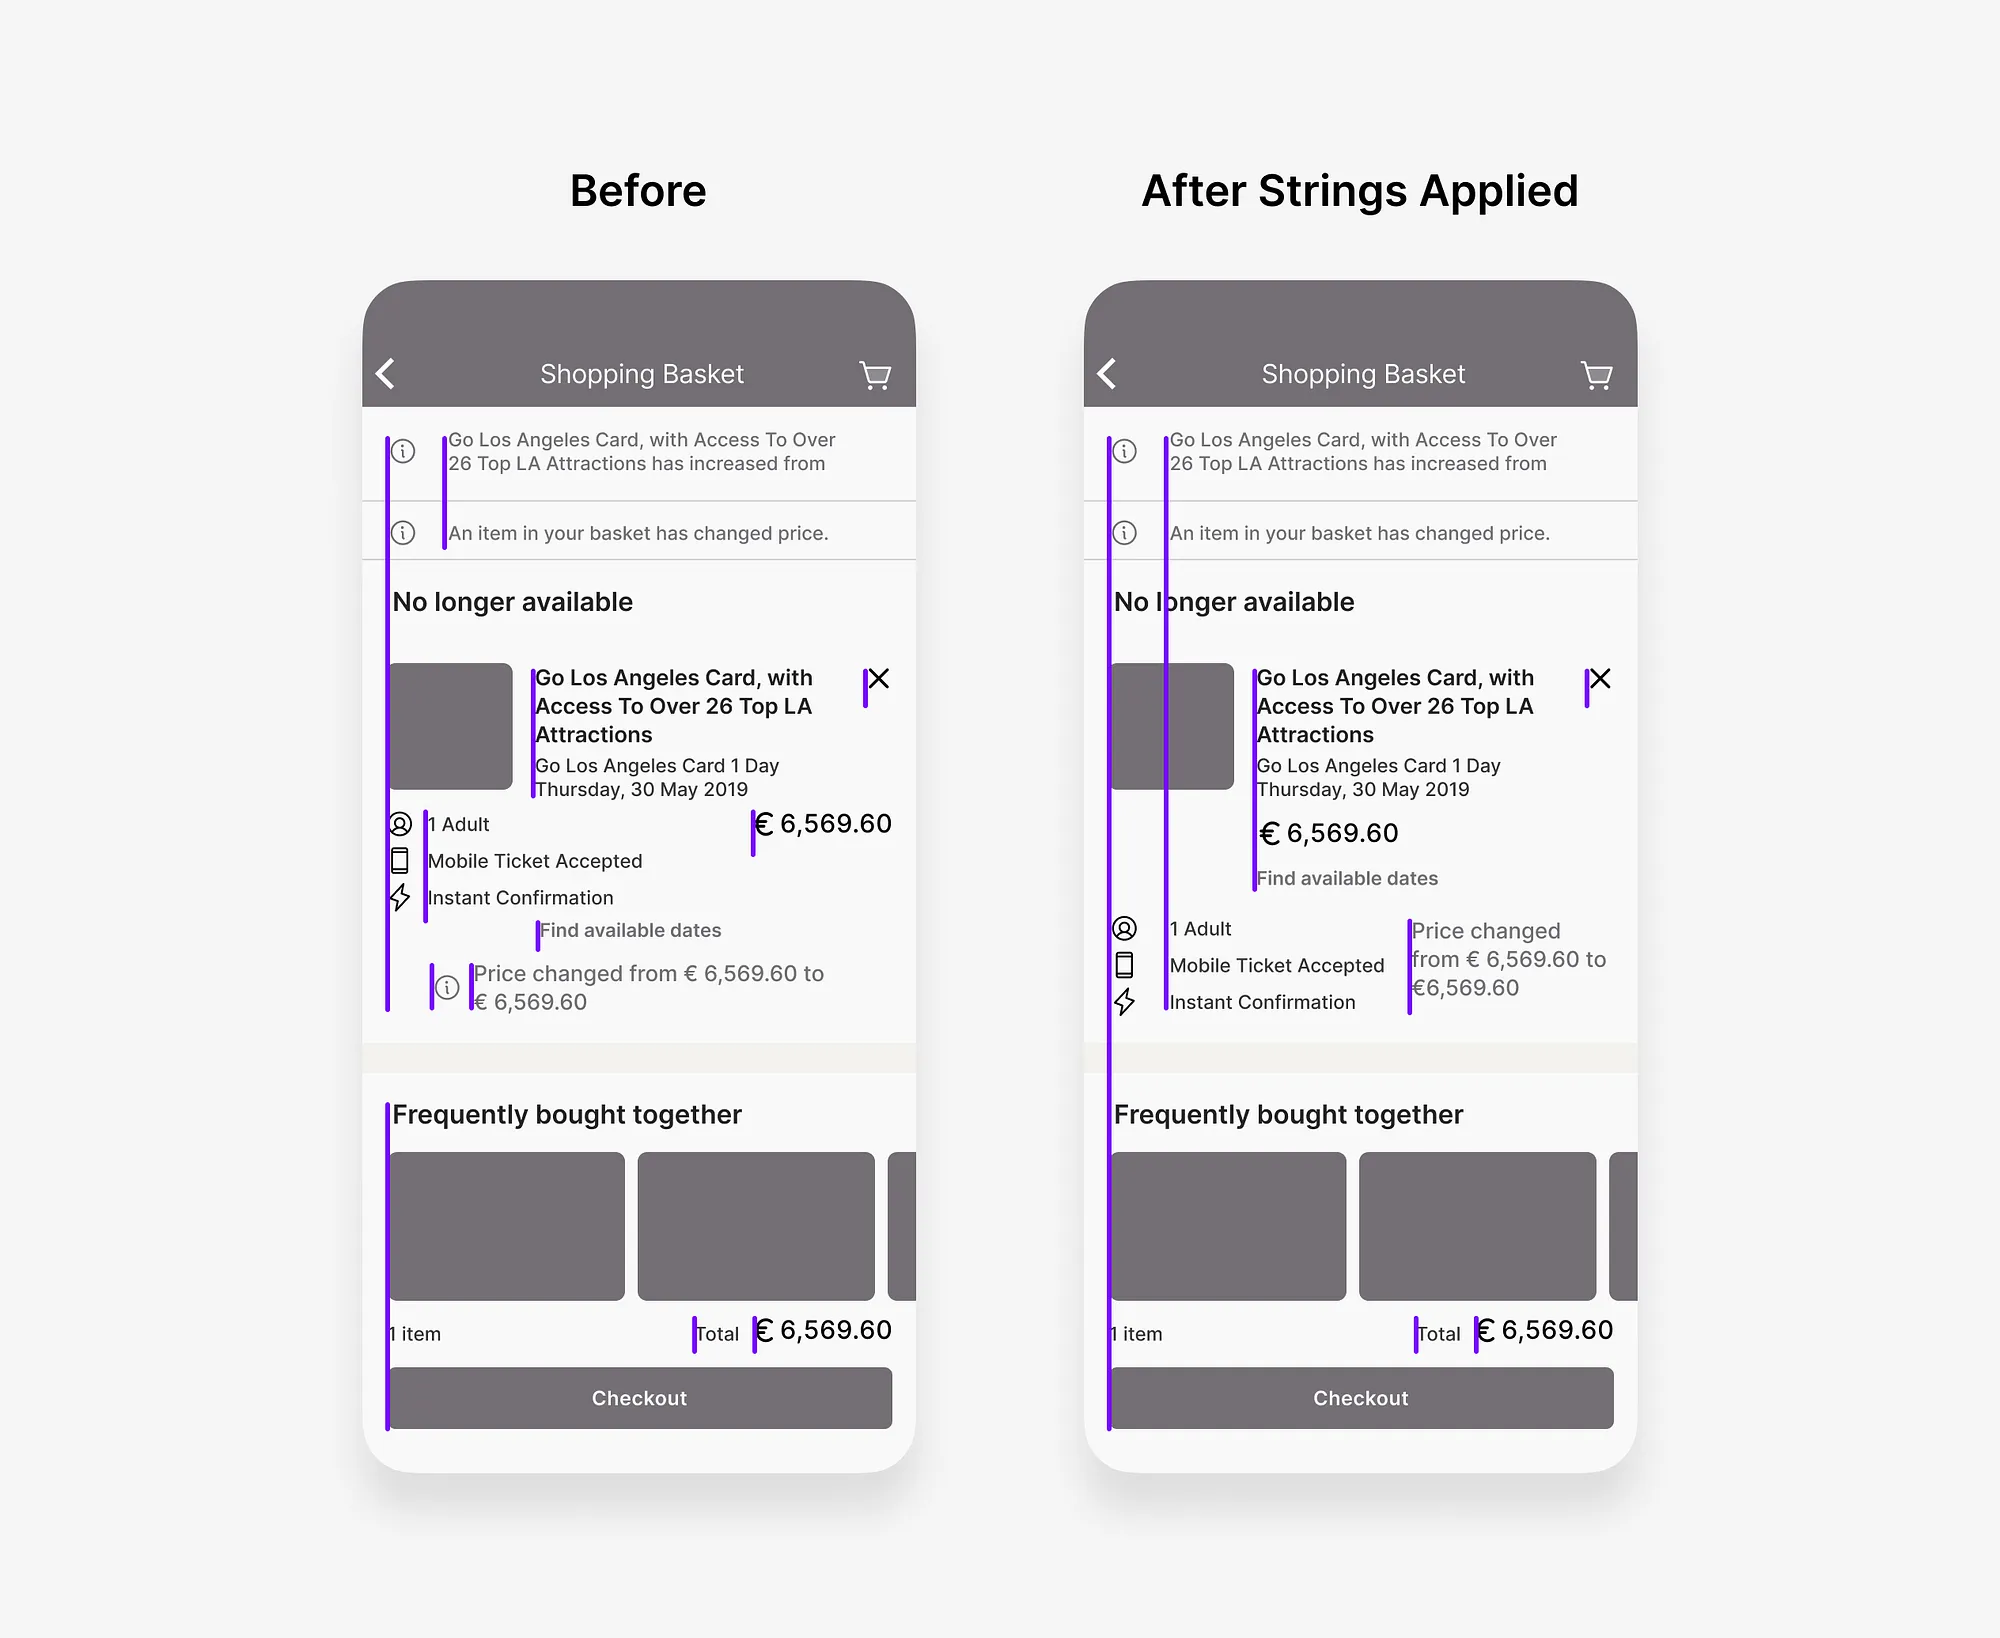 Before
Shopping Basket
Go Los Angeles Card, with Access To Over
26 Top LA Attractions has increased from
An item in your basket has changed price.
No longer available
Go Los Angeles Card, with
Access To Over 26 Top LA
Attractions
Go Los Angeles Card 1 Day
Thursday, 30 May 2019
1 Adult
€ 6,569.60
Mobile Ticket Accepted
Instant Confirmation
Find available dates
Price changed from € 6,569.60 to
€ 6,569.60
Frequently bought together
1 item
Total
€ 6,569.60
Checkout
After Strings Applied
Shopping Basket
Go Los Angeles Card, with Access To Over
26 Top LA Attractions has increased from
An item in your basket has changed price.
No longer available
Go Los Angeles Card, with
Access To Over 26 Top LA
Attractions
Go Los Angeles Card 1 Day
Thursday, 30 May 2019
€ 6,569.60
Find available dates
1 Adult
Mobile Ticket Accepted
Instant Confirmation
Price changed
from € 6,569.60 to
€6,569.60
Frequently bought together
1 item
Total
€ 6,569.60
Checkout